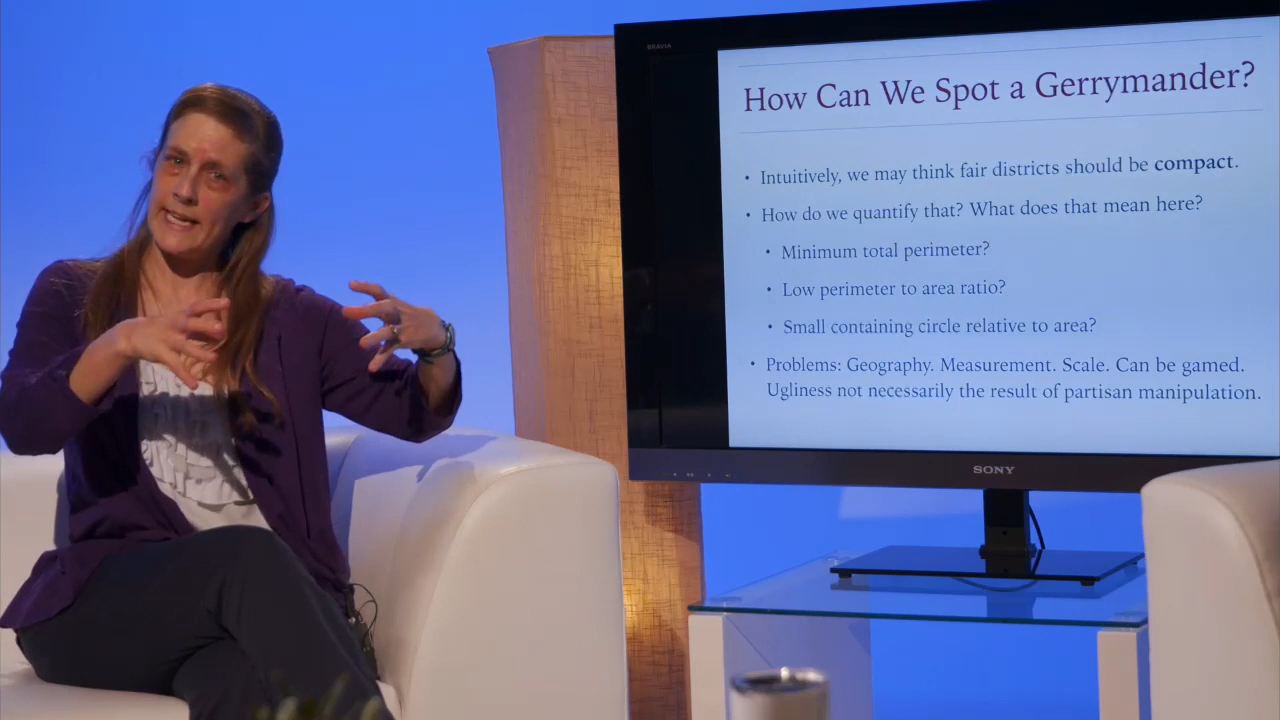 BRAVIA
How Can We Spot a Gerrymander?
• Intuitively, we may think fair districts should be compact.
• How do we quantify that? What does that mean here?
• Minimum total perimeter?
• Low perimeter to area ratio?
• Small containing circle relative to area?
• Problems: Geography. Measurement. Scale. Can be gamed.
Ugliness not necessarily the result of partisan manipulation.
SONY